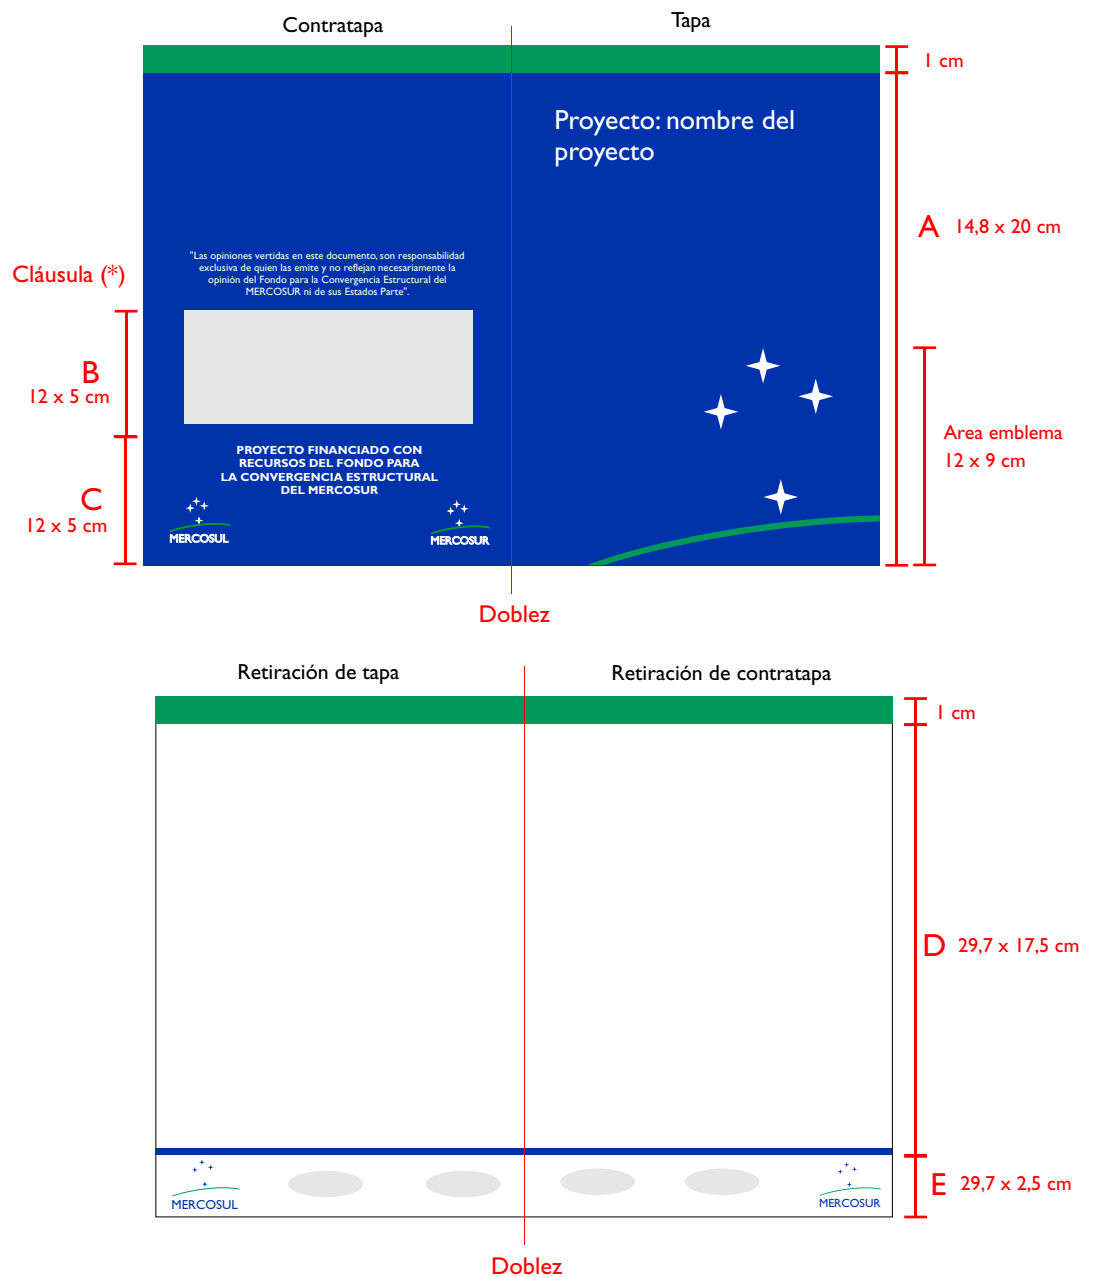 Contratapa
Tapa
1 cm
Proyecto: nombre del
proyecto
A 14,8 x 20 cm
"Las opiniones vertidas en este documento, son responsabilidad
exclusiva de quien las emite y no reflejan necesariamente la
opinión del Fondo para la Convergencia Estructural del
MERCOSUR ni de sus Estados Parte".
Cláusula (*)
B
12 x 5 cm
Area emblema
12 x 9 cm
PROYECTO FINANCIADO CON
RECURSOS DEL FONDO PARA
LA CONVERGENCIA ESTRUCTURAL
DEL MERCOSUR
C
12 x 5 cm
MERCOSUL
MERCOSUR
Doblez
Retiración de tapa
Retiración de contratapa
1 cm
D 29,7 x 17,5 cm
E 29,7 x 2,5 cm
MERCOSUL
MERCOSUR
Doblez